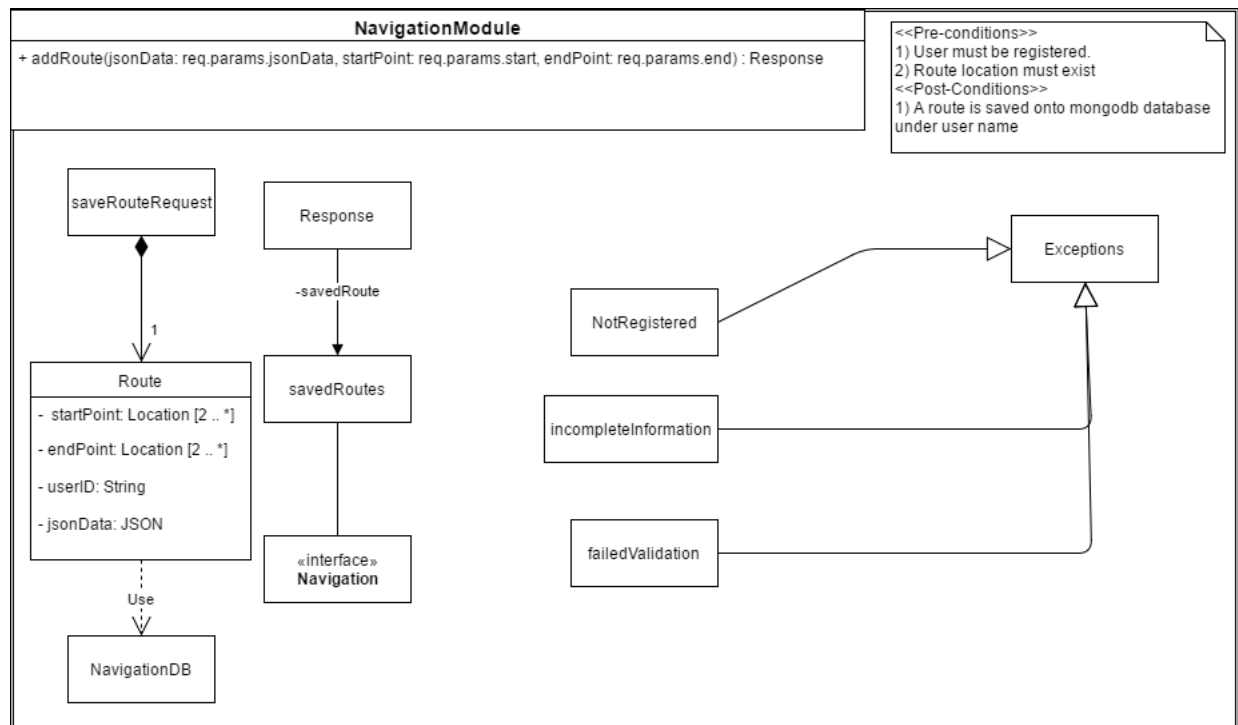 NavigationModule
+ addRoute(jsonData: req.params.jsonData, startPoint: req.params.start, endPoint: req.params.end) : Response
<<Pre-conditions>>
1) User must be registered.
2) Route location must exist
<<Post-Conditions>>
1) A route is saved onto mongodb database
under user name
saveRouteRequest
1
Route
- startPoint: Location [2 .. *]
- endPoint: Location [2 .. *]
- userID: String
- jsonData: JSON
Use
NavigationDB
Response
-savedRoute
savedRoutes
«interface»
Navigation
Exceptions
NotRegistered
incompleteInformation
failedValidation